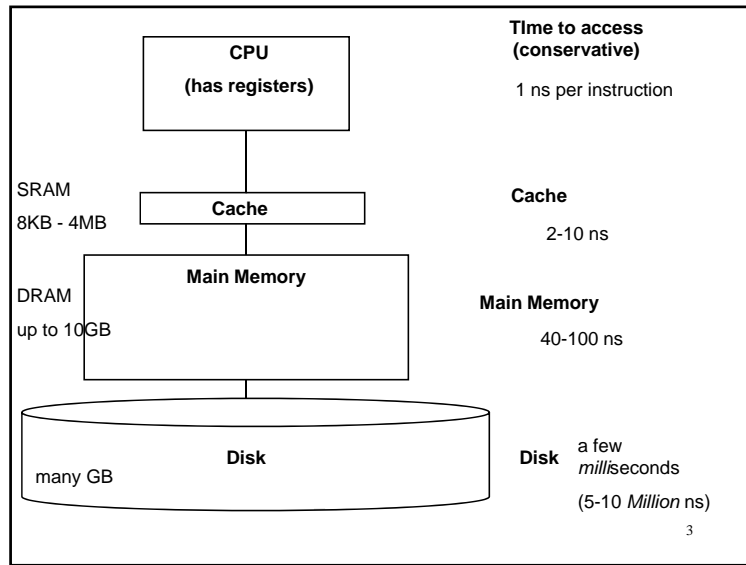 TIme to access
(conservative)
CPU
(has registers)
1 ns per instruction
SRAM
8KB - 4MB
Cache
Cache
2-10 ns
Main Memory
DRAM
up to 10GB
Main Memory
40-100 ns
Disk
many GB
Disk
a few
milliseconds
(5-10 Million ns)
3